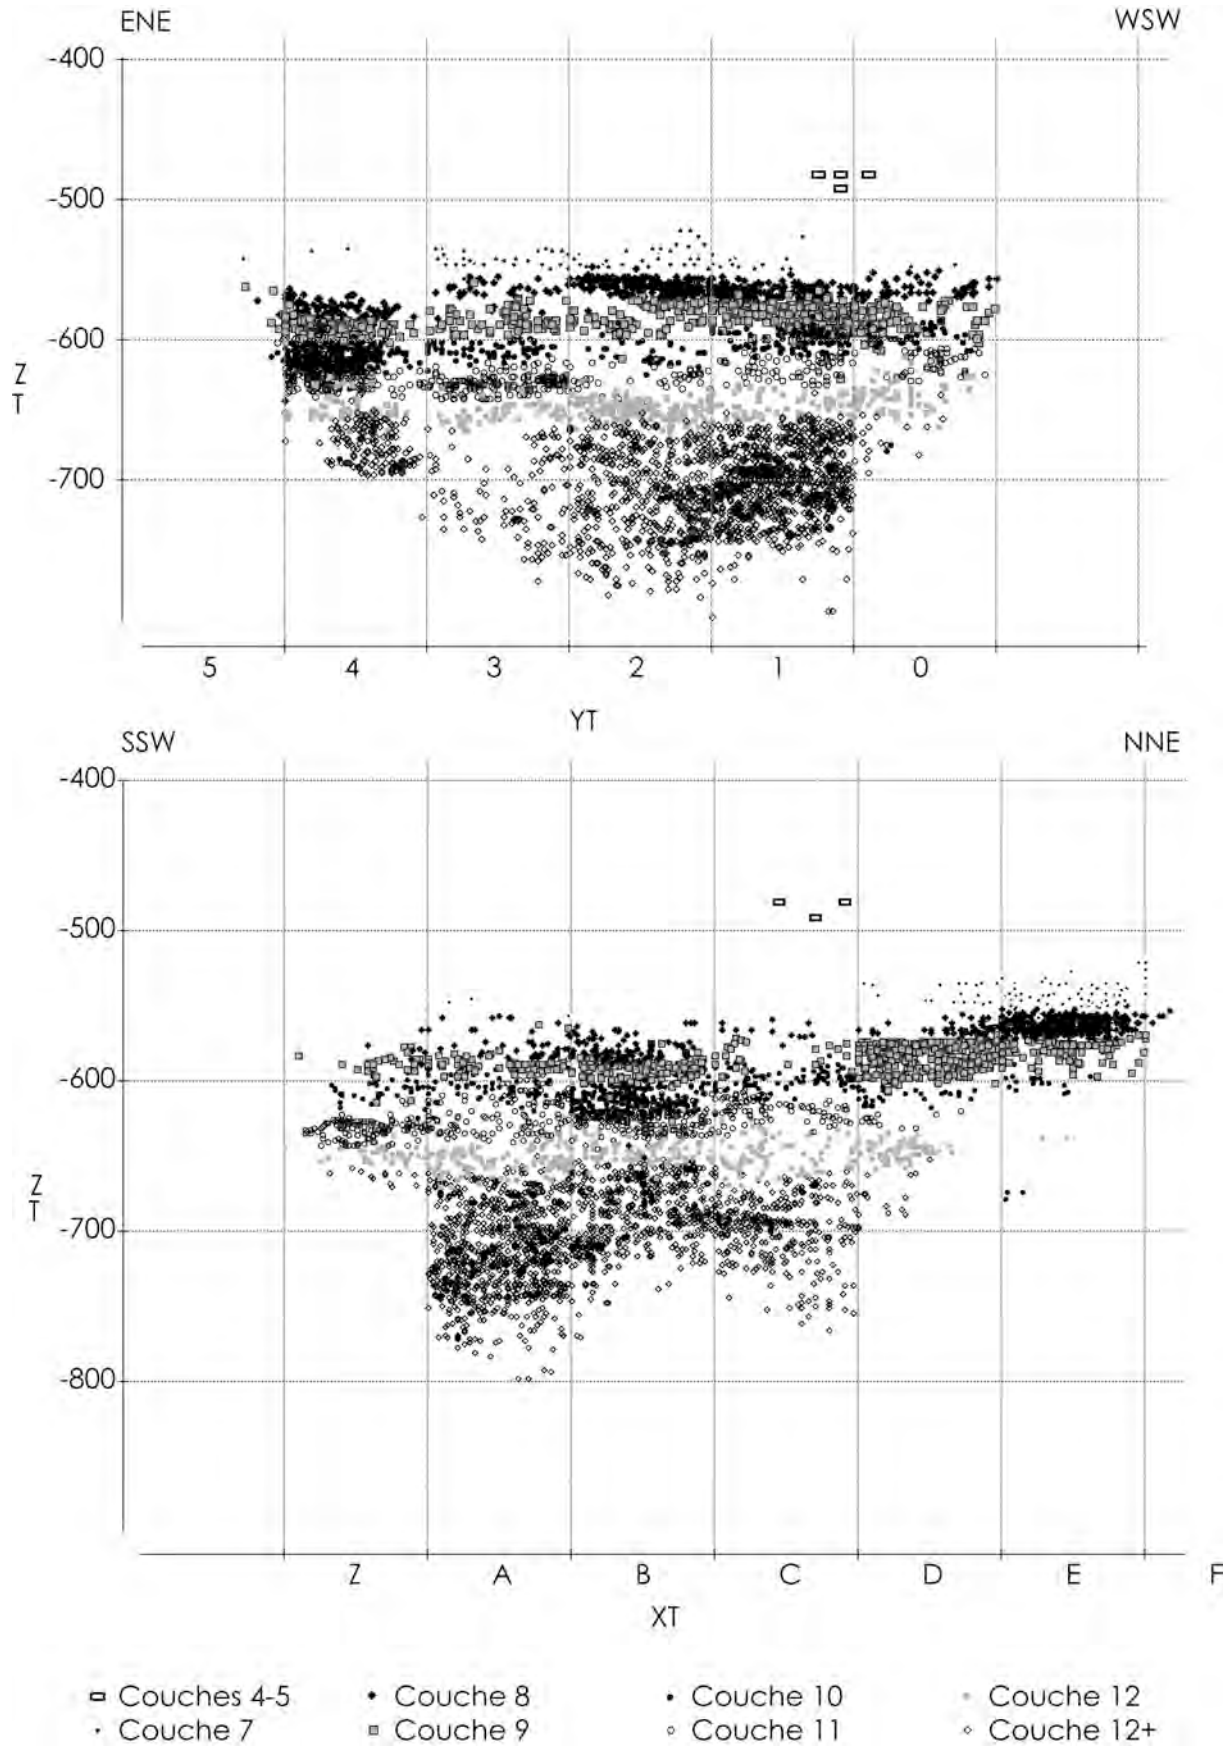 ENE WSW
-400
-500
-600
Z
T
-700
5 4 3 2 1 0
YT
SSW NNE
-400
-500
-600
Z
T
-700
-800
Z A B C D E F
XT
Couches 4-5 Couche 8 Couche 10 Couche 12
Couche 7 Couche 9 Couche 11 Couche 12+